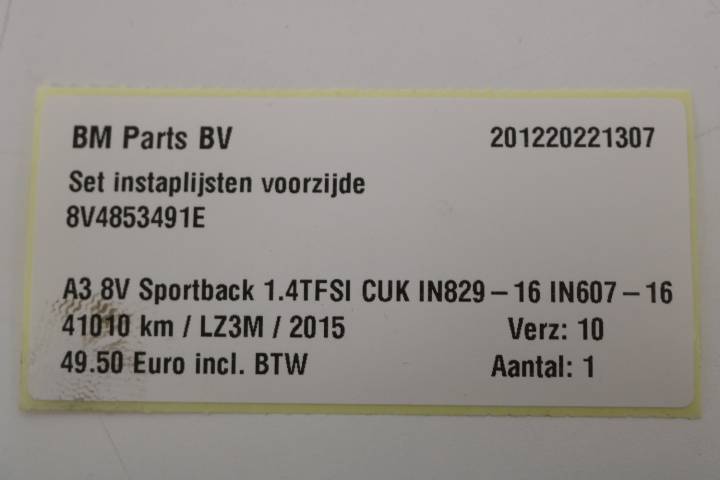 BM Parts BV 201220221307
Set instaplijsten voorzijde
8V4853491E
A3 8V Sportback 1.4TFSI CUK IN829 – 16 IN607 – 16
41010 km / LZ3M / 2015 Verz: 10
49.50 Euro incl. BTW Aantal: 1